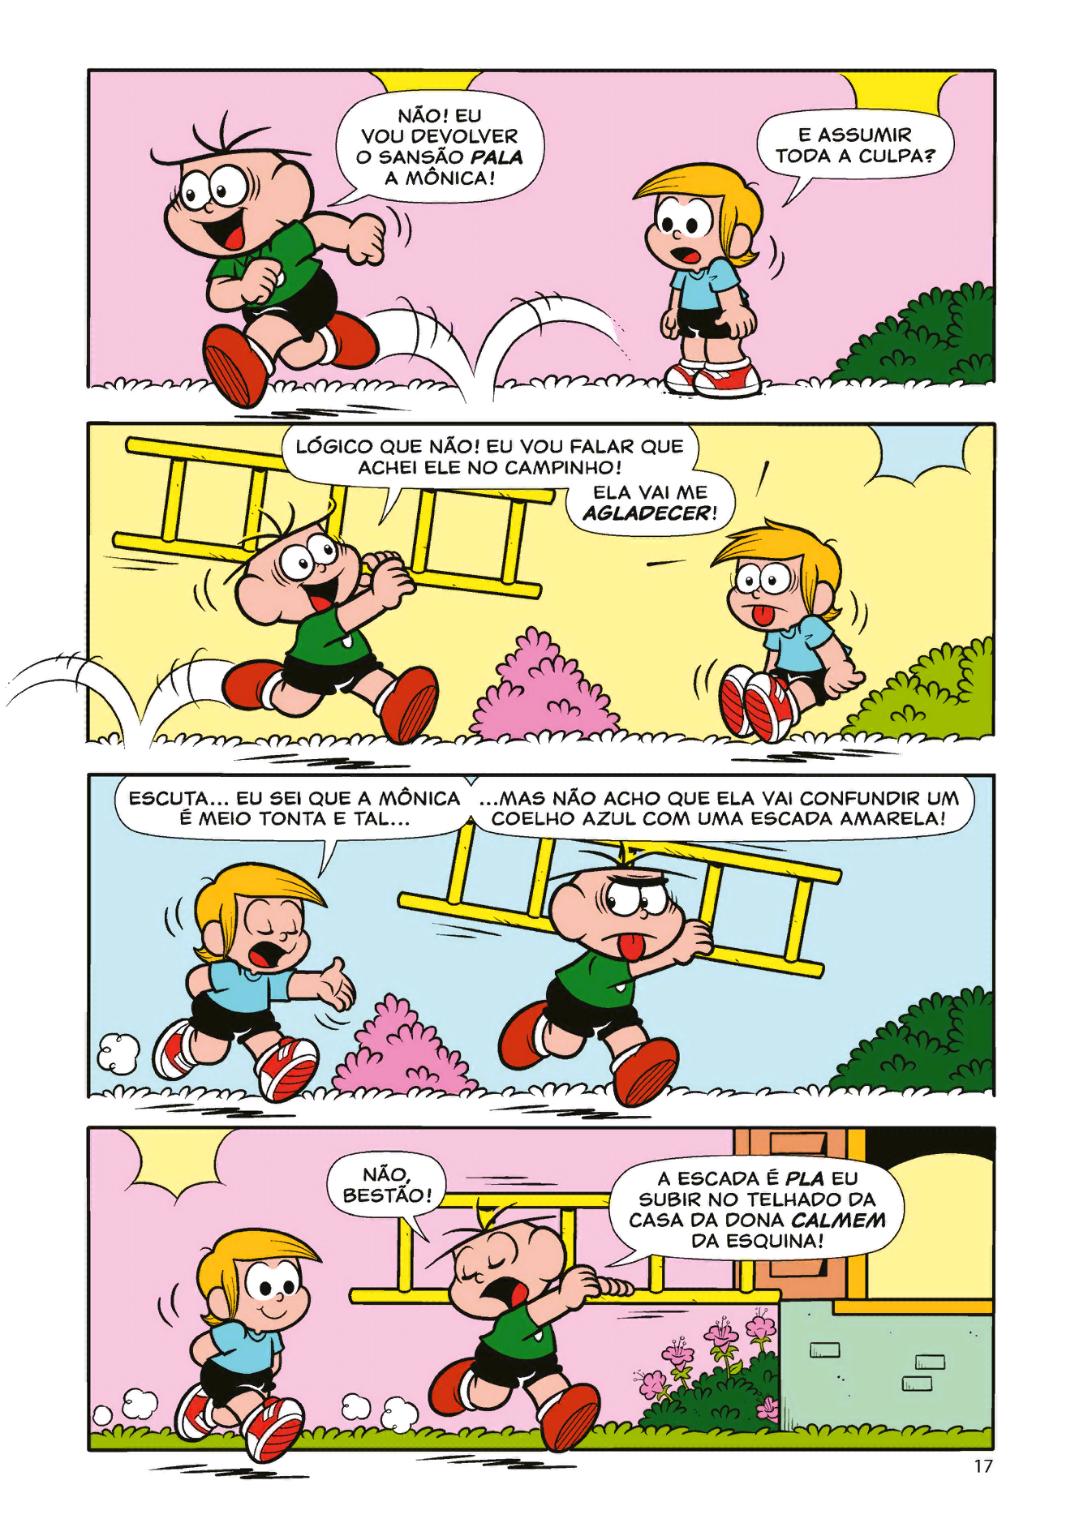 NÃO! EU
VOU DEVOLVER
O SANSÃO PALA
A MÔNICA!
E ASSUMIR
TODA A CULPA?
LÓGICO QUE NÃO! EU VOU FALAR QUE
ACHEI ELE NO CAMPINHO!
ELA VAI ME
AGLADECER!
ESCUTA... EU SEI QUE A MÔNICA
É MEIO TONTA E TAL...
...MAS NÃO ACHO QUE ELA VAI CONFUNDIR UM
COELHO AZUL COM UMA ESCADA AMARELA!
NÃO,
BESTÃO!
A ESCADA É PLA EU
SUBIR NO TELHADO DA
CASA DA DONA CALMEM
DA ESQUINA!
17